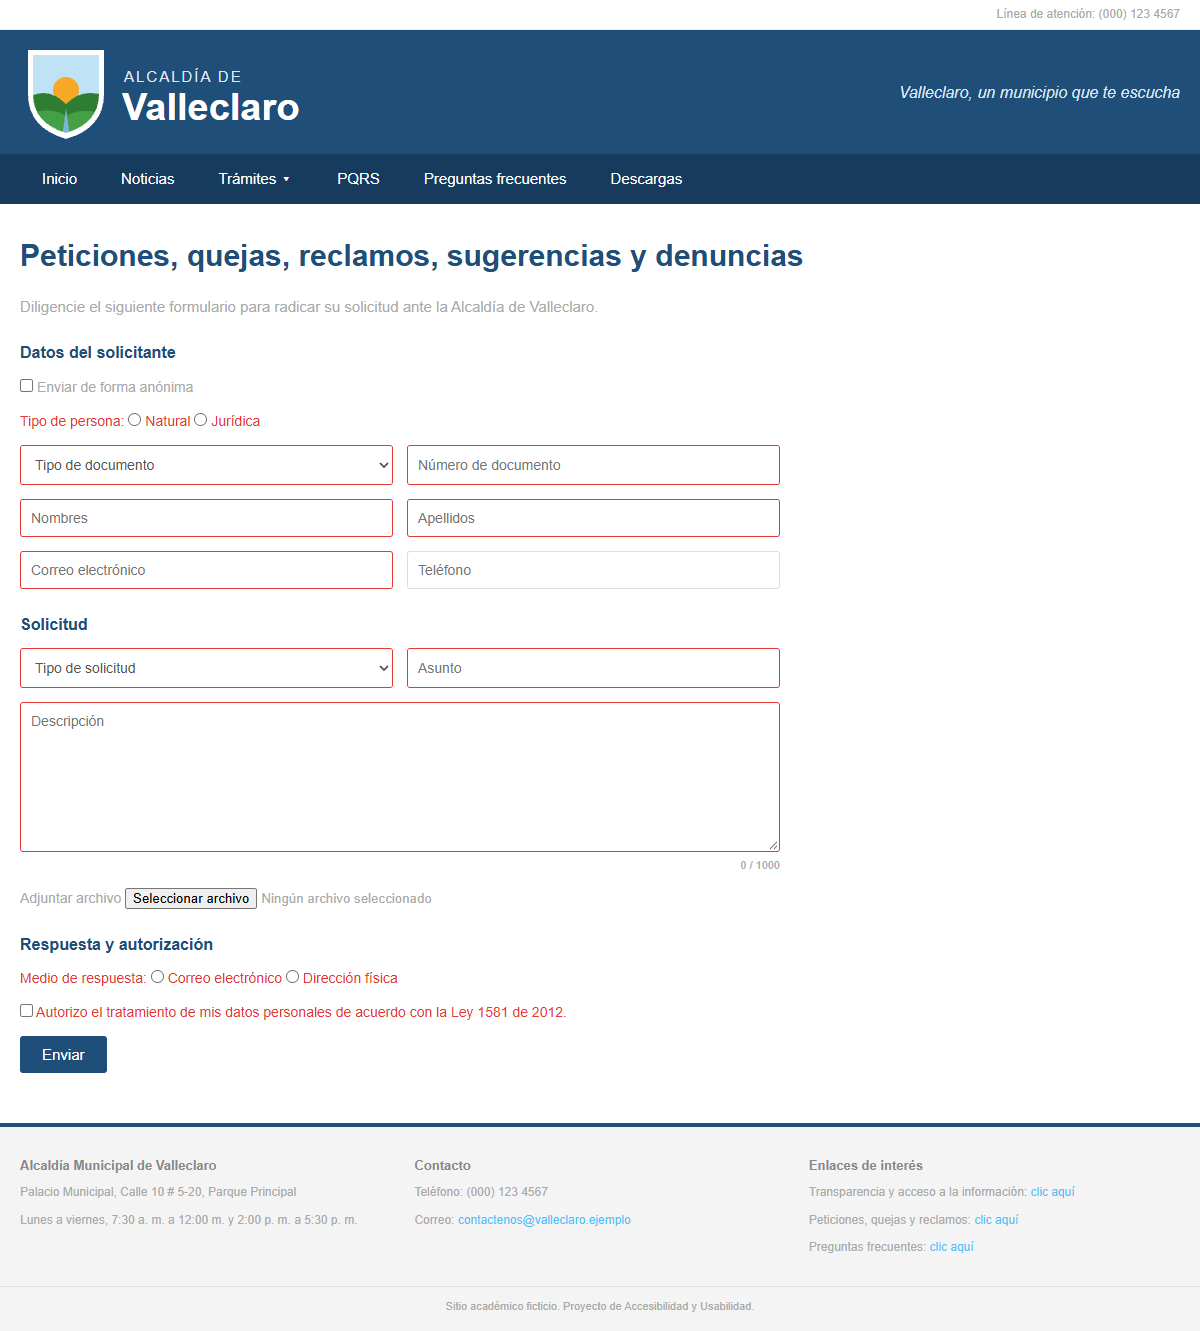 Línea de atención: (000) 123 4567
ALCALDÍA DE
Valleclaro
Valleclaro, un municipio que te escucha
Inicio Noticias Trámites ▾ PQRS Preguntas frecuentes Descargas
Peticiones, quejas, reclamos, sugerencias y denuncias
Diligencie el siguiente formulario para radicar su solicitud ante la Alcaldía de Valleclaro.
Datos del solicitante
Enviar de forma anónima
Tipo de persona: Natural Jurídica
Tipo de documento Número de documento
Nombres Apellidos
Correo electrónico Teléfono
Solicitud
Tipo de solicitud Asunto
Descripción
0 / 1000
Adjuntar archivo Seleccionar archivo Ningún archivo seleccionado
Respuesta y autorización
Medio de respuesta: Correo electrónico Dirección física
Autorizo el tratamiento de mis datos personales de acuerdo con la Ley 1581 de 2012.
Enviar
Alcaldía Municipal de Valleclaro
Palacio Municipal, Calle 10 # 5-20, Parque Principal
Lunes a viernes, 7:30 a. m. a 12:00 m. y 2:00 p. m. a 5:30 p. m.
Contacto
Teléfono: (000) 123 4567
Correo: contactenos@valleclaro.ejemplo
Enlaces de interés
Transparencia y acceso a la información: clic aquí
Peticiones, quejas y reclamos: clic aquí
Preguntas frecuentes: clic aquí
Sitio académico ficticio. Proyecto de Accesibilidad y Usabilidad.